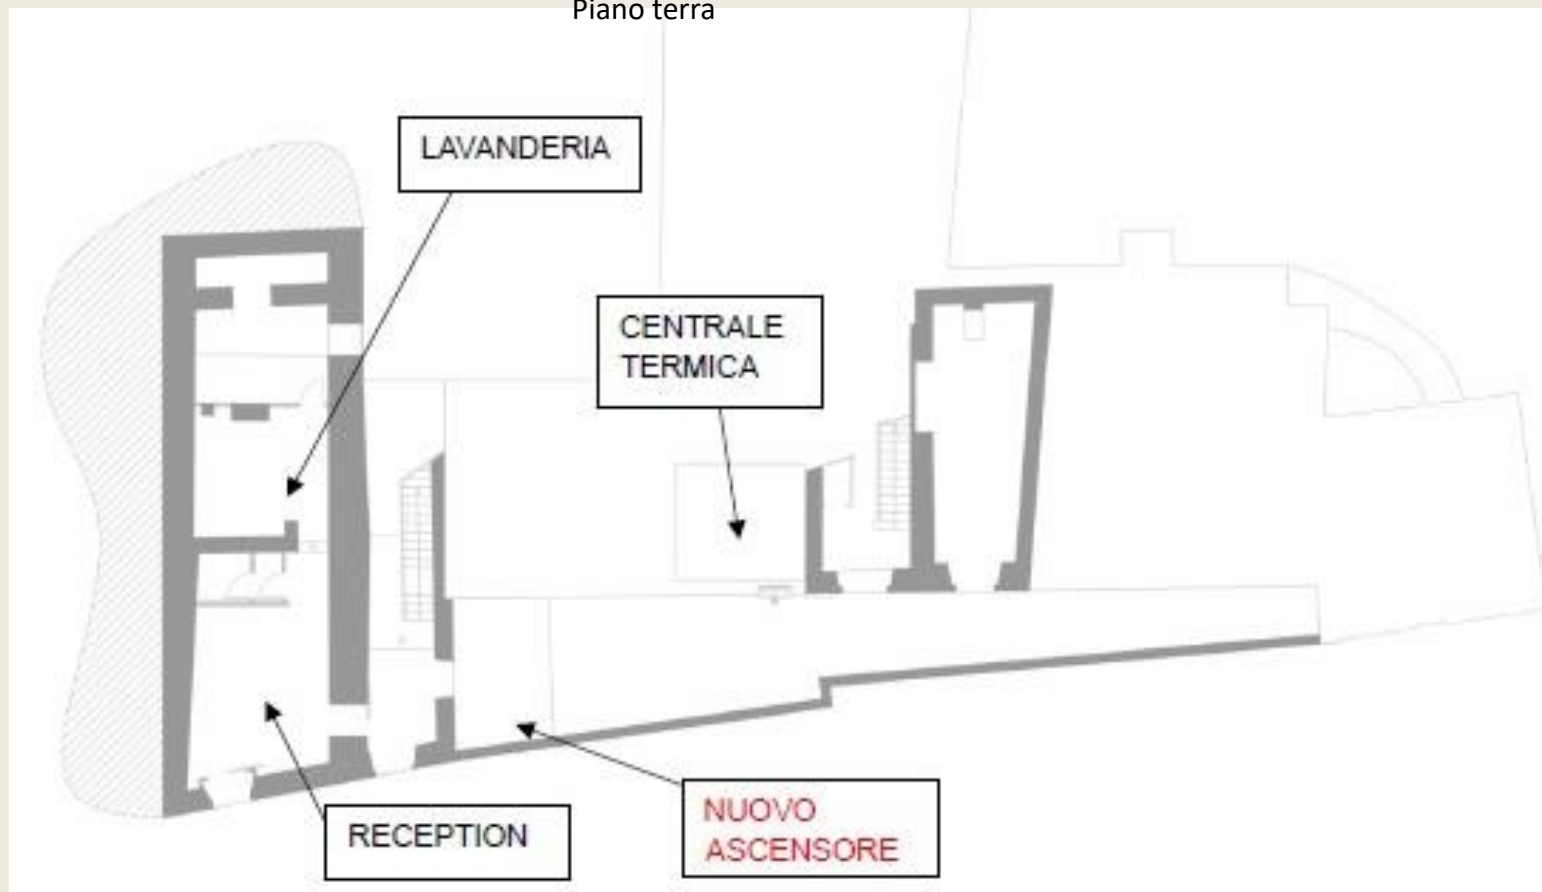 Piano terra
LAVANDERIA
CENTRALE
TERMICA
RECEPTION
NUOVO
ASCENSORE